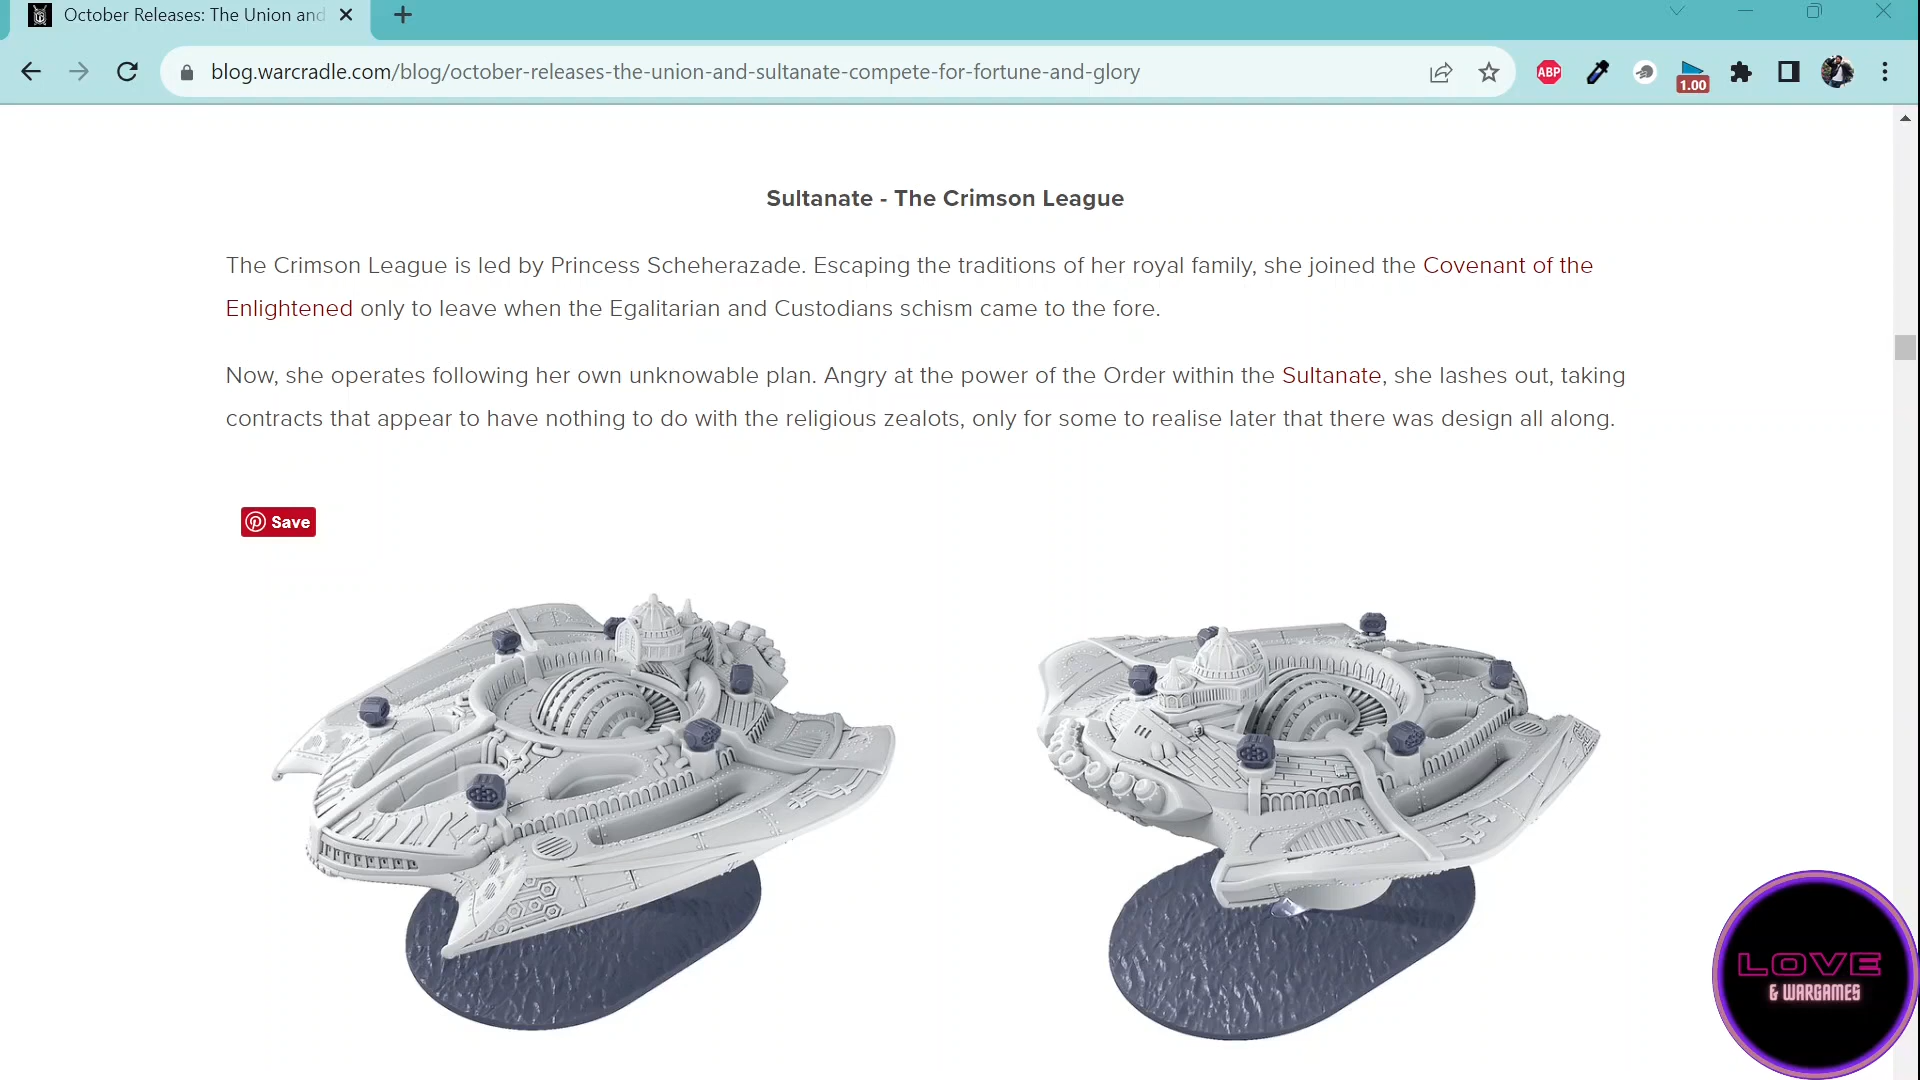 October Releases: The Union and
blog.warcradle.com/blog/october-releases-the-union-and-sultanate-compete-for-fortune-and-glory
ABP
1.00
Sultanate - The Crimson League
The Crimson League is led by Princess Scheherazade. Escaping the traditions of her royal family, she joined the Covenant of the
Enlightened only to leave when the Egalitarian and Custodians schism came to the fore.
Now, she operates following her own unknowable plan. Angry at the power of the Order within the Sultanate, she lashes out, taking
contracts that appear to have nothing to do with the religious zealots, only for some to realise later that there was design all along.
Save
LOVE
& WARGAMES